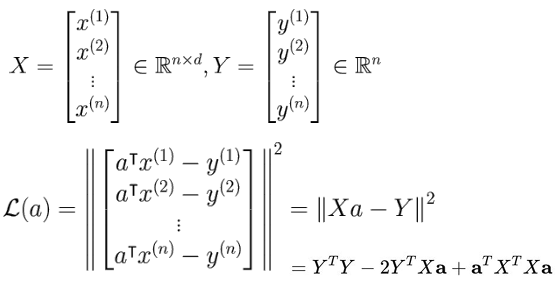 X = [x^{(1)} x^{(2)} ⋮ x^{(n)}] ∈ ℝ^{n×d}, Y = [y^{(1)} y^{(2)} ⋮ y^{(n)}] ∈ ℝ^n
𝓛(a) = ‖[a^⊤x^{(1)} − y^{(1)} a^⊤x^{(2)} − y^{(2)} ⋮ a^⊤x^{(n)} − y^{(n)}]‖^2 = ‖Xa − Y‖^2
= Y^T Y − 2Y^T X𝐚 + 𝐚^T X^T X𝐚